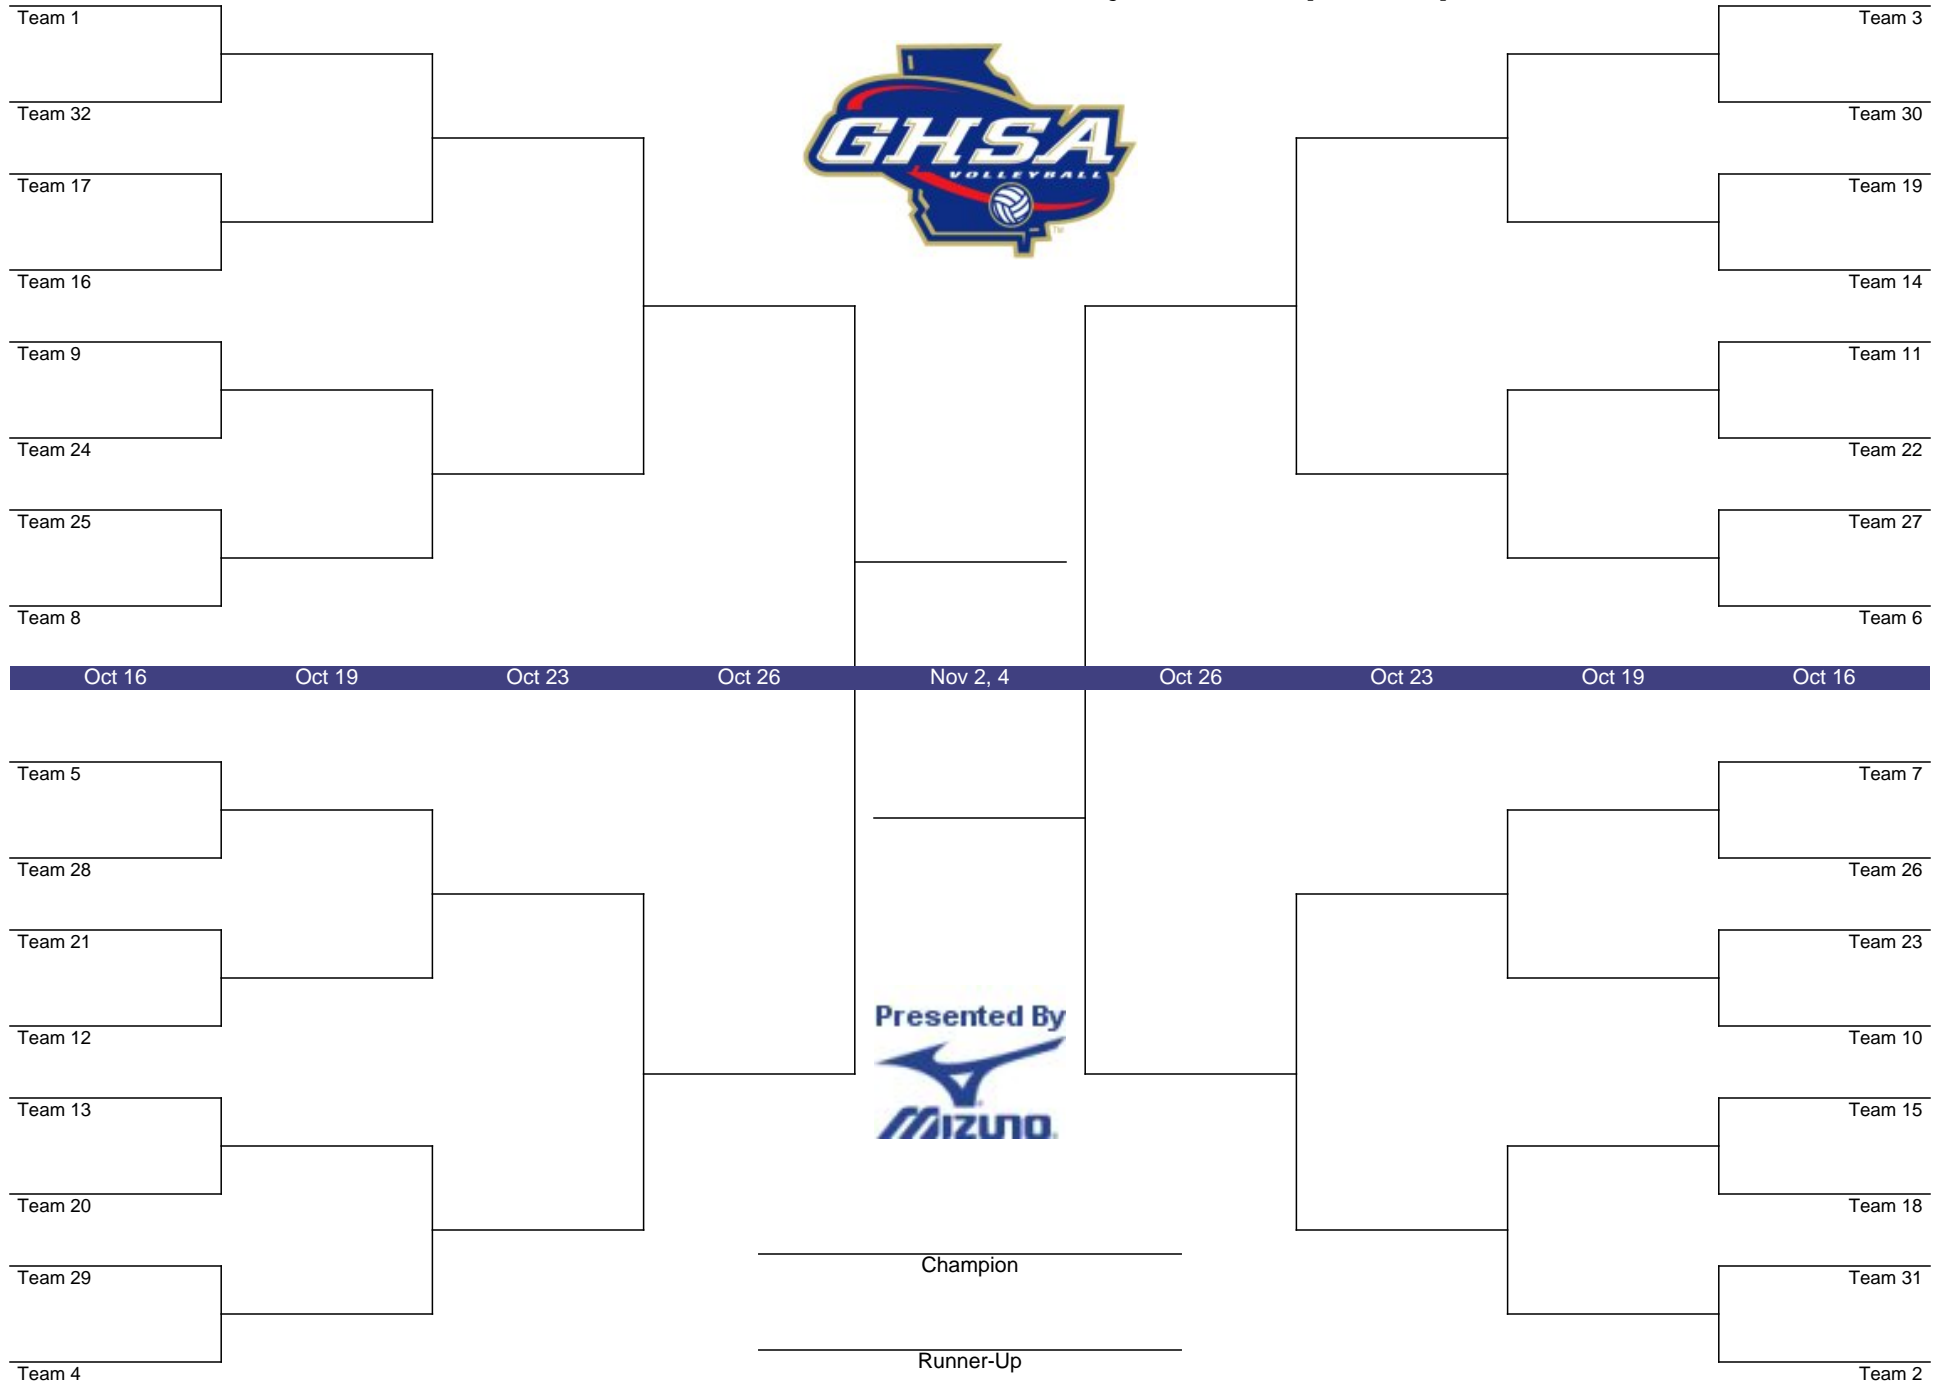 Team 1
Team 3
Team 32
Team 30
Team 17
Team 19
Team 16
Team 14
Team 9
Team 11
Team 24
Team 22
Team 25
Team 27
Team 8
Team 6
GHSA
VOLLEYBALL
TM
Oct 16 Oct 19 Oct 23 Oct 26 Nov 2, 4 Oct 26 Oct 23 Oct 19 Oct 16
Team 5
Team 7
Team 28
Team 26
Team 21
Team 23
Team 12
Team 10
Team 13
Team 15
Team 20
Team 18
Team 29
Team 31
Team 4
Team 2
Presented By
MIZUNO
Champion
Runner-Up